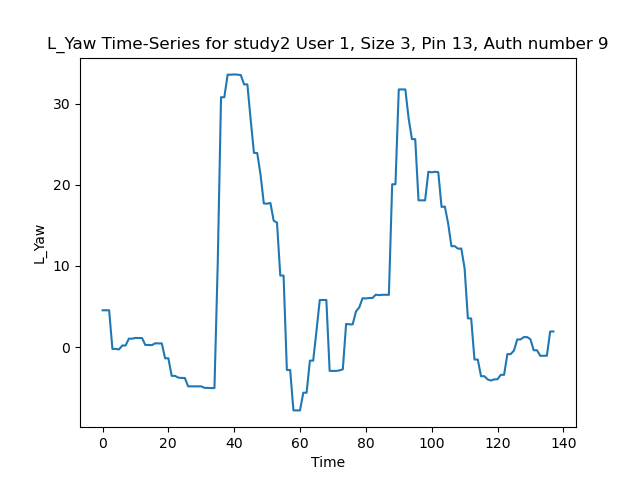 L_Yaw Time-Series for study2 User 1, Size 3, Pin 13, Auth number 9
30
20
10
0
L_Yaw
0 20 40 60 80 100 120 140
Time